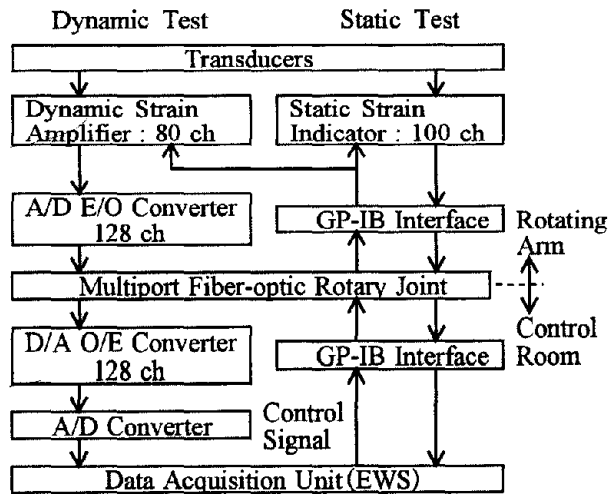 Dynamic Test
Static Test
Transducers
Dynamic Strain
Amplifier : 80 ch
Static Strain
Indicator : 100 ch
A/D E/O Converter
128 ch
GP-IB Interface
Rotating
Arm
Multiport Fiber-optic Rotary Joint
Control
Room
D/A O/E Converter
128 ch
GP-IB Interface
A/D Converter
Control
Signal
Data Acquisition Unit(EWS)